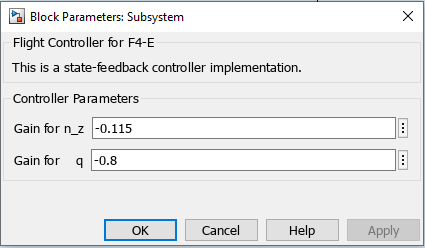 Block Parameters: Subsystem
Flight Controller for F4-E
This is a state-feedback controller implementation.
Controller Parameters
Gain for n_z -0.115
Gain for q -0.8
OK Cancel Help Apply